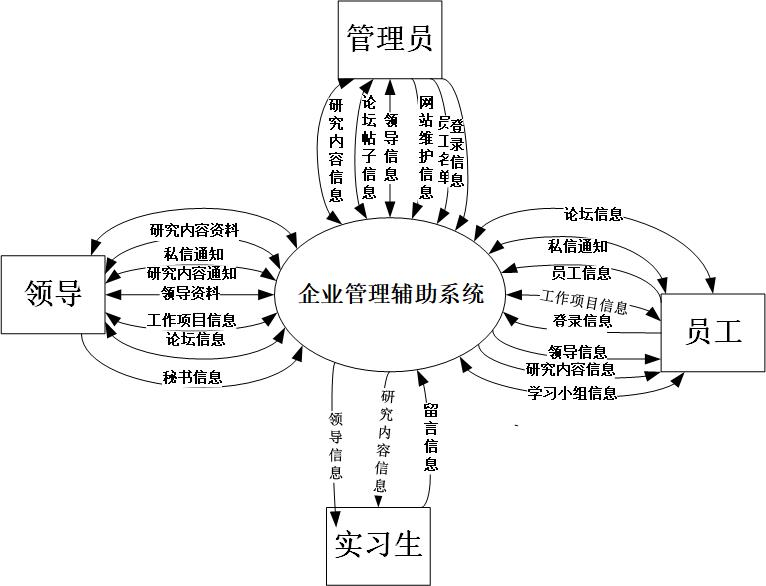 管理员
研究内容信息
论坛帖子信息
领导信息
网站维护信息
员工名单
登录信息
领导
研究内容资料
私信通知
研究内容通知
领导资料
工作项目信息
论坛信息
秘书信息
企业管理辅助系统
论坛信息
私信通知
员工信息
工作项目信息
登录信息
领导信息
研究内容信息
学习小组信息
员工
领导信息
研究内容信息
留言信息
实习生